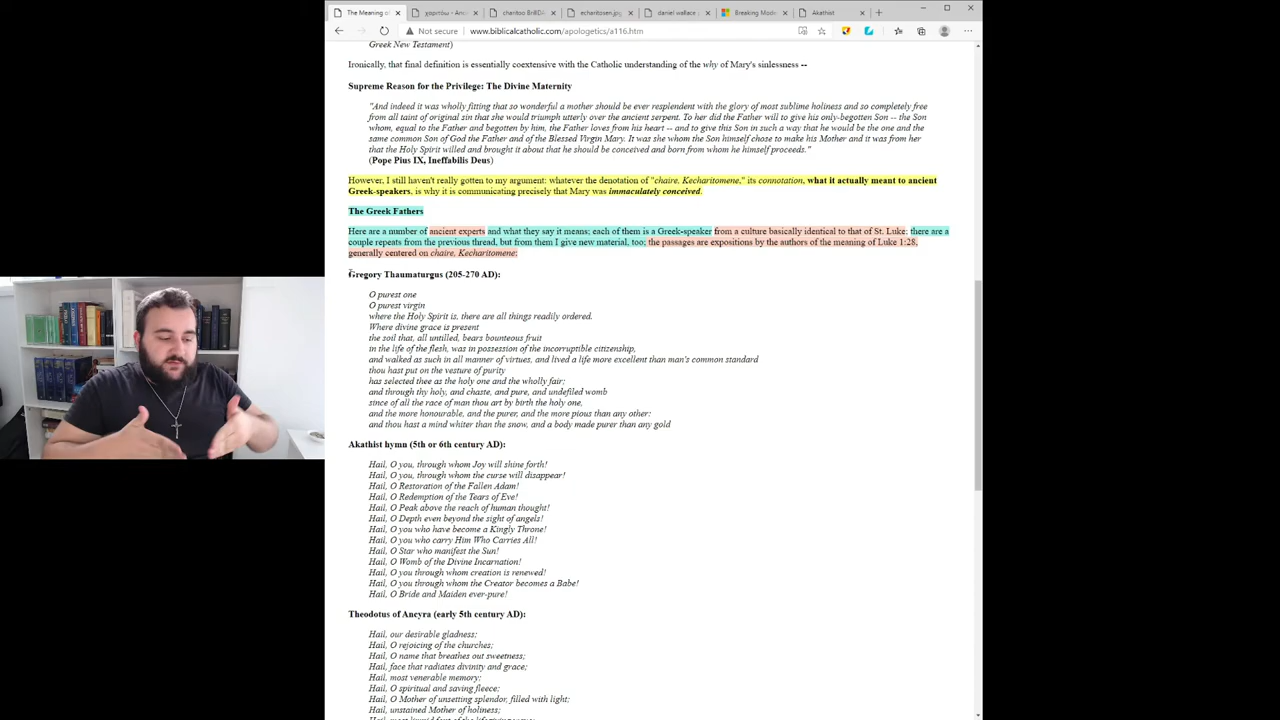 The Meaning of
χαριτόω - Anc
charitoo BrillDA
echaritosen.jpg
daniel wallace
Breaking Mode
Akathist
Not secure
www.biblicalcatholic.com/apologetics/a116.htm
Greek New Testament)
Ironically, that final definition is essentially coextensive with the Catholic understanding of the why of Mary's sinlessness --
Supreme Reason for the Privilege: The Divine Maternity
"And indeed it was wholly fitting that so wonderful a mother should be ever resplendent with the glory of most sublime holiness and so completely free
from all taint of original sin that she would triumph utterly over the ancient serpent. To her did the Father will to give his only-begotten Son -- the Son
whom, equal to the Father and begotten by him, the Father loves from his heart -- and to give this Son in such a way that he would be the one and the
same common Son of God the Father and of the Blessed Virgin Mary. It was she whom the Son himself chose to make his Mother and it was from her
that the Holy Spirit willed and brought it about that he should be conceived and born from whom he himself proceeds."
(Pope Pius IX, Ineffabilis Deus)
However, I still haven't really gotten to my argument: whatever the denotation of "chaire, Kecharitomene," its connotation, what it actually meant to ancient
Greek-speakers, is why it is communicating precisely that Mary was immaculately conceived.
The Greek Fathers
Here are a number of ancient experts and what they say it means; each of them is a Greek-speaker from a culture basically identical to that of St. Luke; there are a
couple repeats from the previous thread, but from them I give new material, too; the passages are expositions by the authors of the meaning of Luke 1:28,
generally centered on chaire, Kecharitomene:
Gregory Thaumaturgus (205-270 AD):
O purest one
O purest virgin
where the Holy Spirit is, there are all things readily ordered.
Where divine grace is present
the soil that, all untilled, bears bounteous fruit
in the life of the flesh, was in possession of the incorruptible citizenship,
and walked as such in all manner of virtues, and lived a life more excellent than man's common standard
thou hast put on the vesture of purity
has selected thee as the holy one and the wholly fair;
and through thy holy, and chaste, and pure, and undefiled womb
since of all the race of man thou art by birth the holy one,
and the more honourable, and the purer, and the more pious than any other:
and thou hast a mind whiter than the snow, and a body made purer than any gold
Akathist hymn (5th or 6th century AD):
Hail, O you, through whom Joy will shine forth!
Hail, O you, through whom the curse will disappear!
Hail, O Restoration of the Fallen Adam!
Hail, O Redemption of the Tears of Eve!
Hail, O Peak above the reach of human thought!
Hail, O Depth even beyond the sight of angels!
Hail, O you who have become a Kingly Throne!
Hail, O you who carry Him Who Carries All!
Hail, O Star who manifest the Sun!
Hail, O Womb of the Divine Incarnation!
Hail, O you through whom creation is renewed!
Hail, O you through whom the Creator becomes a Babe!
Hail, O Bride and Maiden ever-pure!
Theodotus of Ancyra (early 5th century AD):
Hail, our desirable gladness;
Hail, O rejoicing of the churches;
Hail, O name that breathes out sweetness;
Hail, face that radiates divinity and grace;
Hail, most venerable memory;
Hail, O spiritual and saving fleece;
Hail, O Mother of unsetting splendor, filled with light;
Hail, unstained Mother of holiness;